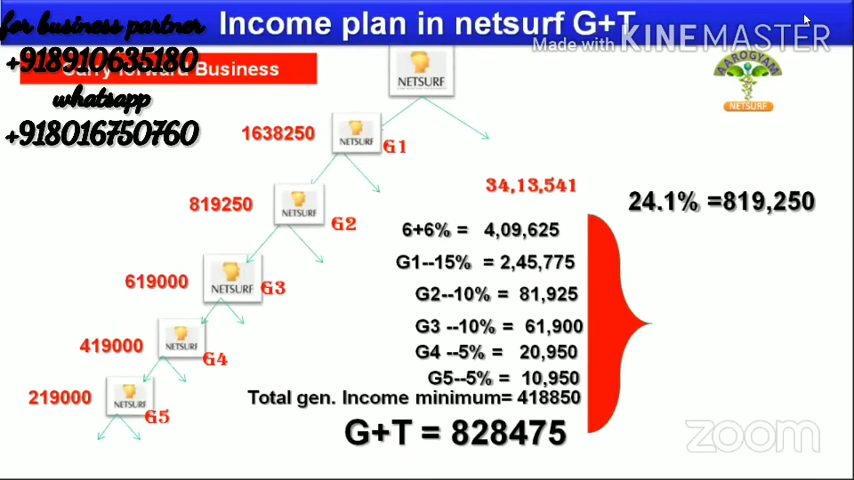 Income plan in netsurf G+T
for business partner
+918910635180
whatsapp
+918016750760
Made with KINEMASTER
Carry forward Business
NETSURF
AAROGYAM
NETSURF
1638250
NETSURF
G1
34,13,541
24.1% =819,250
819250
NETSURF
G2
6+6% = 4,09,625
G1--15% = 2,45,775
619000
NETSURF
G3
G2--10% = 81,925
G3 --10% = 61,900
419000
NETSURF
G4
G4 --5% = 20,950
G5--5% = 10,950
219000
NETSURF
G5
Total gen. Income minimum= 418850
G+T = 828475
zoom